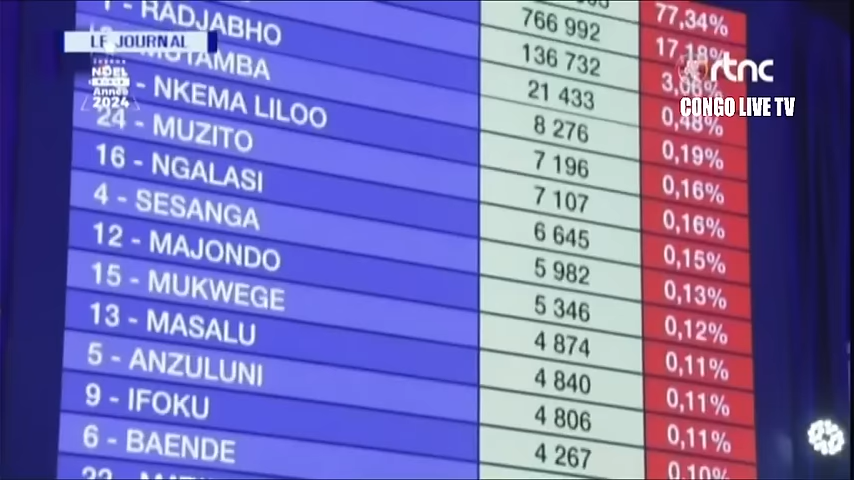 LE JOURNAL
NOEL
Année
2024
rtnc
CONGO LIVE TV
77,34%
766 992 17,18%
136 732 3,06%
1 - RADJABHO 21 433 0,48%
MUTAMBA 8 276 0,19%
- NKEMA LILOO 7 196 0,16%
24 - MUZITO 7 107 0,16%
16 - NGALASI 6 645 0,15%
4 - SESANGA 5 982 0,13%
12 - MAJONDO 5 346 0,12%
15 - MUKWEGE 4 874 0,11%
13 - MASALU 4 840 0,11%
5 - ANZULUNI 4 806 0,11%
9 - IFOKU 4 267 0,10%
6 - BAENDE